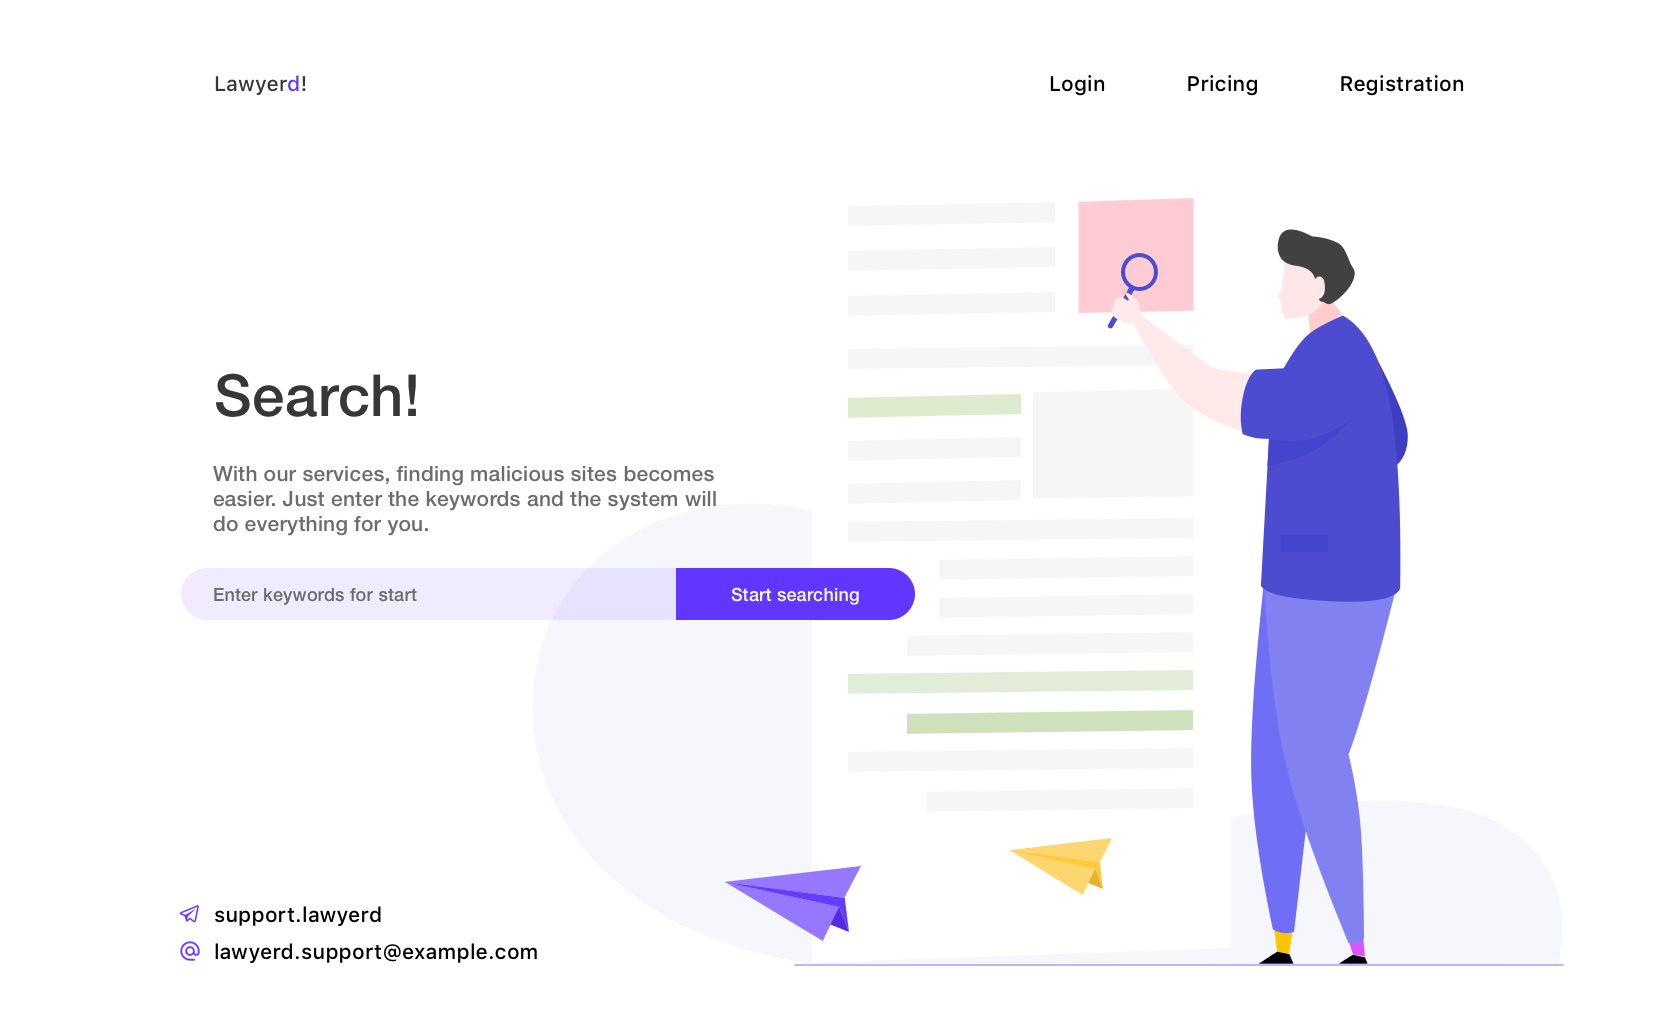 Lawyerd!
Login
Pricing
Registration
Search!
With our services, finding malicious sites becomes
easier. Just enter the keywords and the system will
do everything for you.
Enter keywords for start
Start searching
support.lawyerd
lawyerd.support@example.com